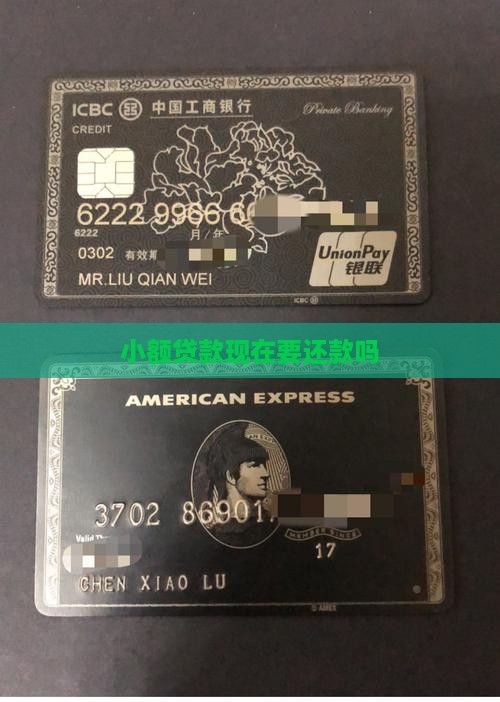 ICBC 中国工商银行 Private Banking
CREDIT
6222 9966 6
6222
月/年
0302 有效期
UnionPay
银联
MR.LIU QIAN WEI
ICBC
小额贷款现在要还款吗
AMERICAN EXPRESS
3702 86901
Valid Thru
MEMBER SINCE
17
CHEN XIAO LU
© AMEX